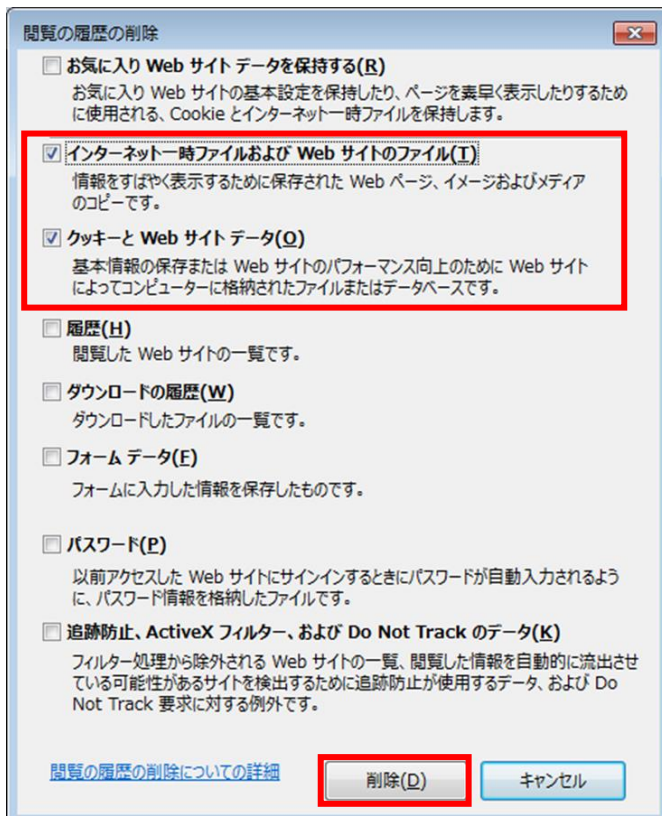 閲覧の履歴の削除
お気に入り Web サイト データを保持する(R)
お気に入り Web サイトの基本設定を保持したり、ページを素早く表示したりするため
に使用される、Cookie とインターネット一時ファイルを保持します。
インターネット一時ファイルおよび Web サイトのファイル(T)
情報をすばやく表示するために保存された Web ページ、イメージおよびメディア
のコピーです。
クッキーと Web サイト データ(O)
基本情報の保存または Web サイトのパフォーマンス向上のために Web サイト
によってコンピューターに格納されたファイルまたはデータベースです。
履歴(H)
閲覧した Web サイトの一覧です。
ダウンロードの履歴(W)
ダウンロードしたファイルの一覧です。
フォーム データ(F)
フォームに入力した情報を保存したものです。
パスワード(P)
以前アクセスした Web サイトにサインインするときにパスワードが自動入力されるよう
に、パスワード情報を格納したファイルです。
追跡防止、ActiveX フィルター、および Do Not Track のデータ(K)
フィルター処理から除外される Web サイトの一覧、閲覧した情報を自動的に流出させ
ている可能性があるサイトを検出するために追跡防止が使用するデータ、および Do
Not Track 要求に対する例外です。
閲覧の履歴の削除についての詳細
削除(D)
キャンセル